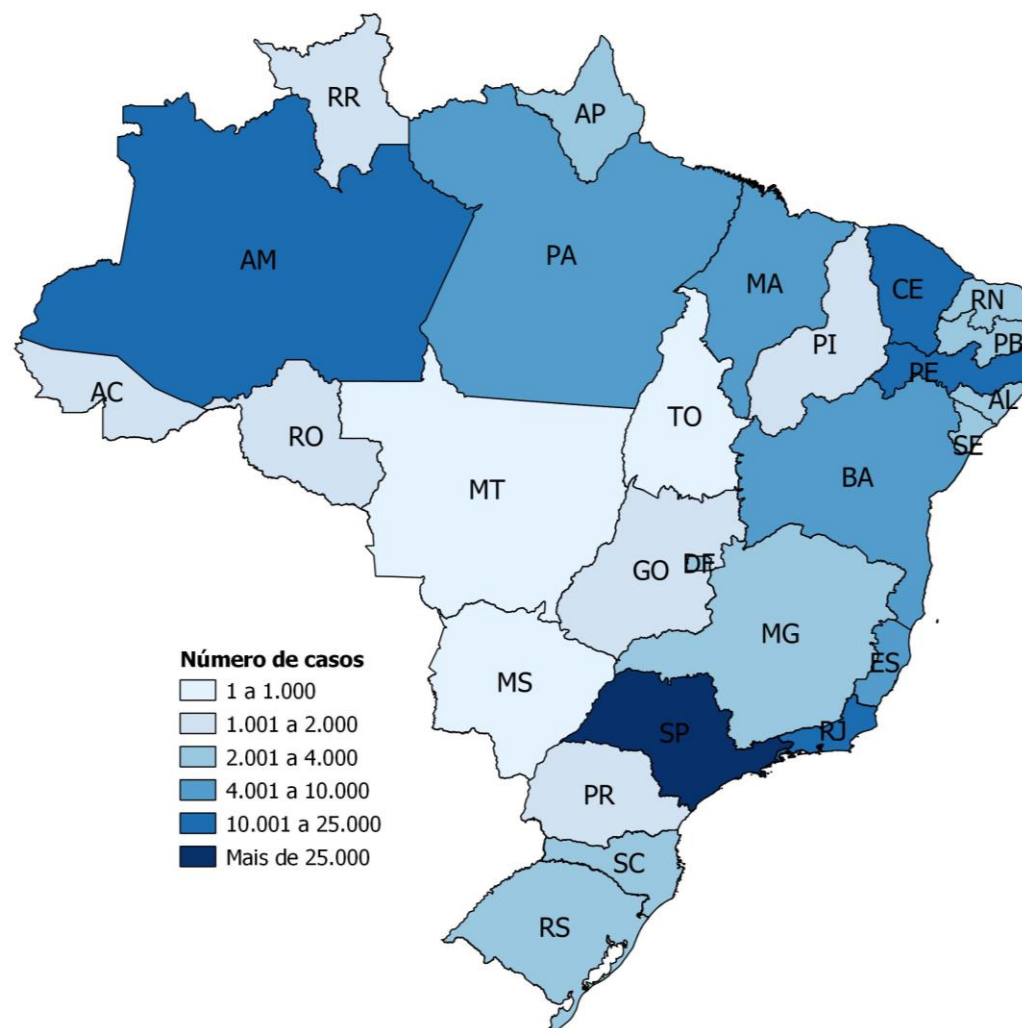 RR
AP
AM
PA
MA
CE
RN
PI
PB
PE
AC
AL
TO
RO
SE
BA
MT
GO
DF
MG
Número de casos
ES
MS
1 a 1.000
1.001 a 2.000
RJ
SP
2.001 a 4.000
4.001 a 10.000
PR
10.001 a 25.000
Mais de 25.000
SC
RS